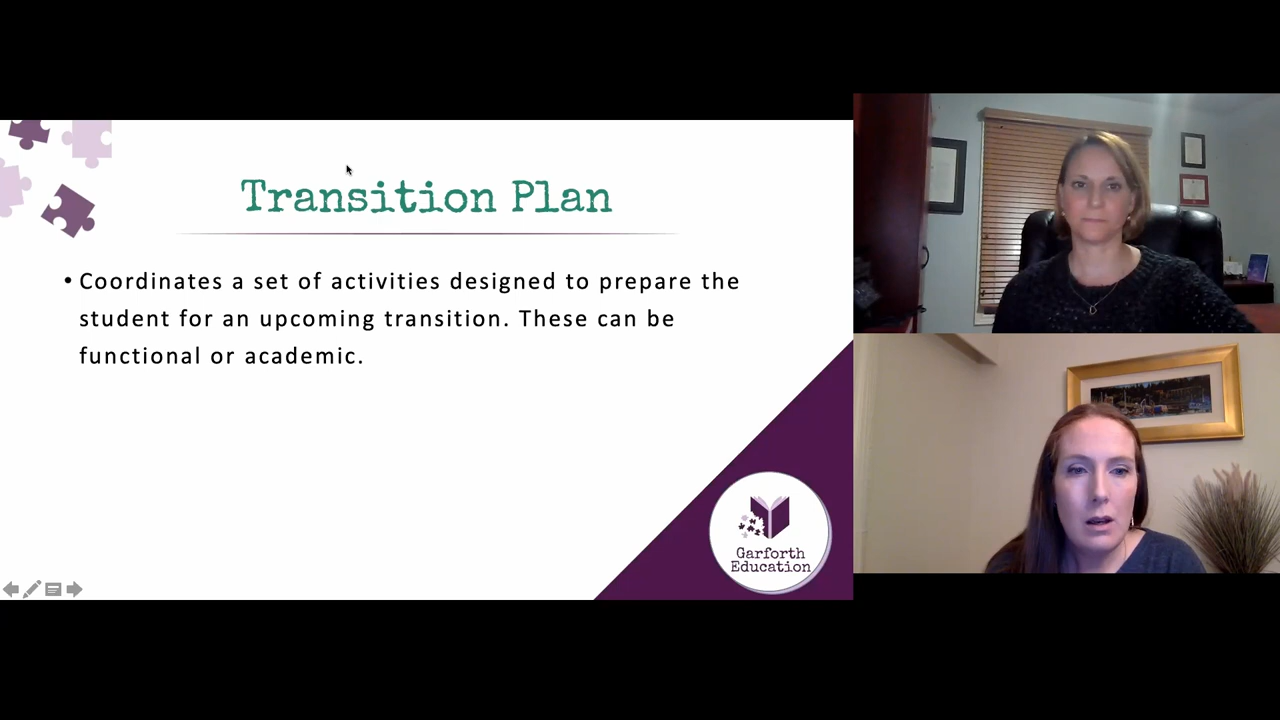 Transition Plan
• Coordinates a set of activities designed to prepare the
student for an upcoming transition. These can be
functional or academic.
Garforth
Education